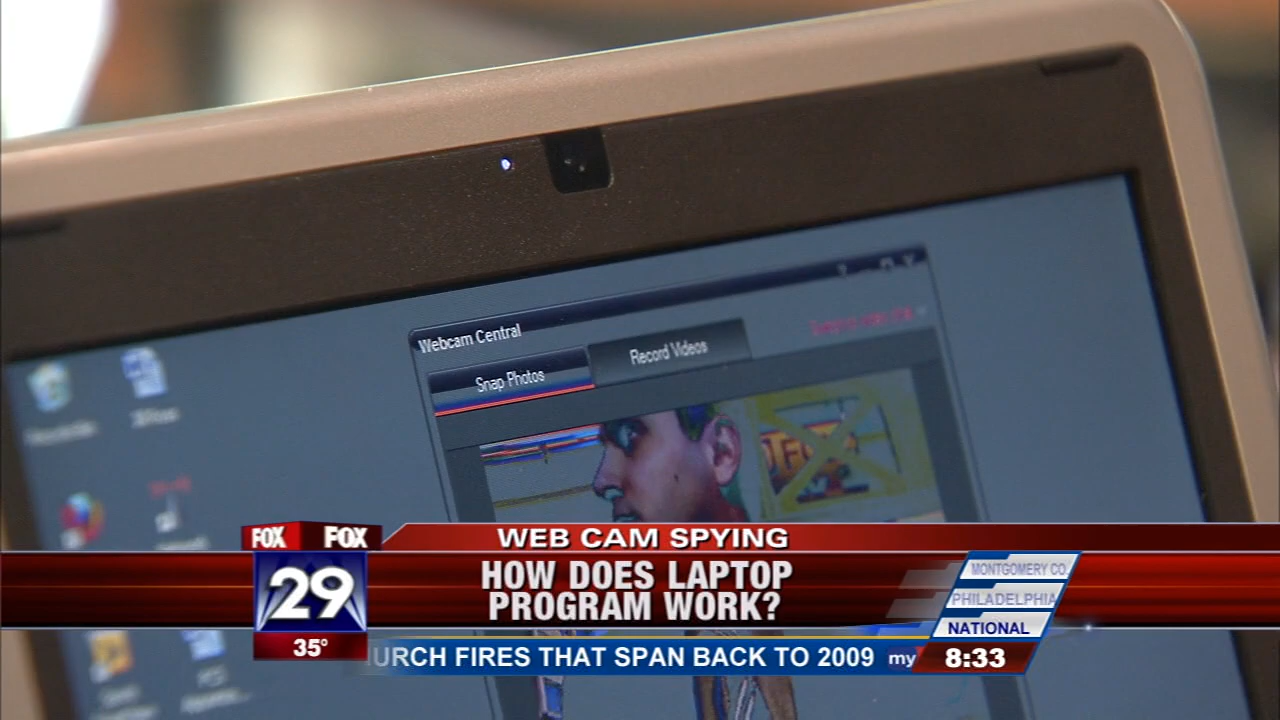 Webcam Central
Snap Photos
Record Videos
FOX FOX
29
35°
WEB CAM SPYING
HOW DOES LAPTOP
PROGRAM WORK?
MONTGOMERY CO.
PHILADELPHIA
NATIONAL
URCH FIRES THAT SPAN BACK TO 2009 my
8:33